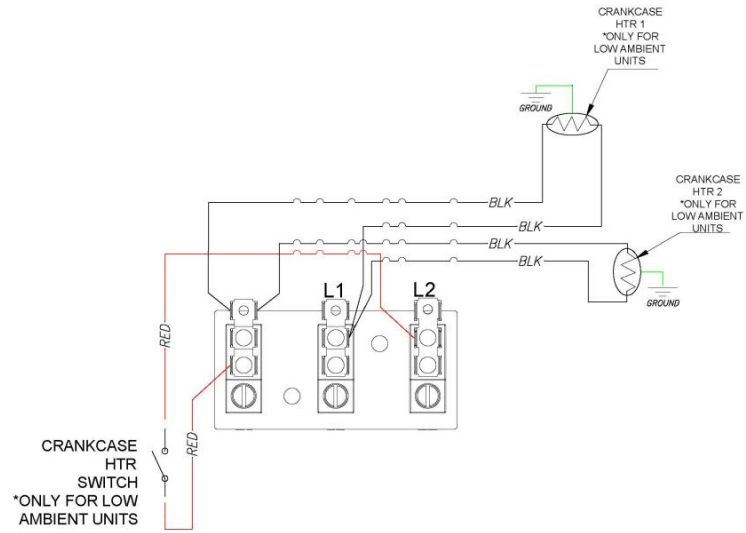 CRANKCASE
HTR 1
*ONLY FOR
LOW AMBIENT
UNITS
GROUND
CRANKCASE
HTR 2
*ONLY FOR
LOW AMBIENT
UNITS
BLK
BLK
BLK
BLK
GROUND
L1
L2
RED
RED
CRANKCASE
HTR
SWITCH
*ONLY FOR LOW
AMBIENT UNITS